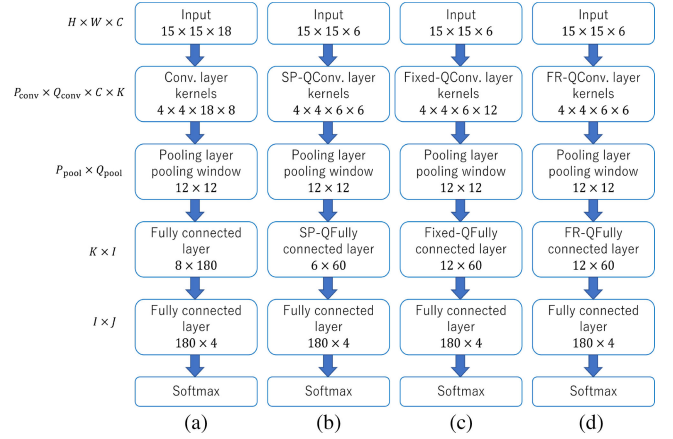 H × W × C
Input
15 × 15 × 18
Input
15 × 15 × 6
Input
15 × 15 × 6
Input
15 × 15 × 6
P_conv × Q_conv × C × K
Conv. layer
kernels
4 × 4 × 18 × 8
SP-QConv. layer
kernels
4 × 4 × 6 × 6
Fixed-QConv. layer
kernels
4 × 4 × 6 × 12
FR-QConv. layer
kernels
4 × 4 × 6 × 6
P_pool × Q_pool
Pooling layer
pooling window
12 × 12
Pooling layer
pooling window
12 × 12
Pooling layer
pooling window
12 × 12
Pooling layer
pooling window
12 × 12
K × I
Fully connected
layer
8 × 180
SP-QFully
connected layer
6 × 60
Fixed-QFully
connected layer
12 × 60
FR-QFully
connected layer
12 × 60
I × J
Fully connected
layer
180 × 4
Fully connected
layer
180 × 4
Fully connected
layer
180 × 4
Fully connected
layer
180 × 4
Softmax
Softmax
Softmax
Softmax
(a)
(b)
(c)
(d)